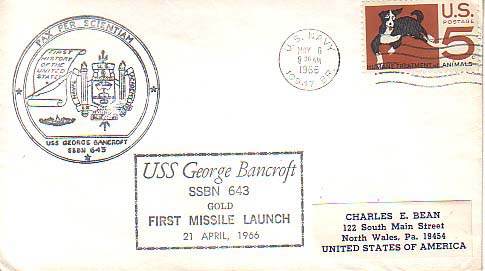 PAX PER SCIENTIAM
FIRST
HISTORY
OF THE
UNITED
STATES
USS GEORGE BANCROFT
SSBN 643
U.S. NAVY
MAY 6
1966
U.S.
POSTAGE
5c
HUMANE TREATMENT of ANIMALS
USS George Bancroft
SSBN 643
GOLD
FIRST MISSILE LAUNCH
21 APRIL, 1966
CHARLES E. BEAN
122 South Main Street
North Wales, Pa. 19454
UNITED STATES OF AMERICA